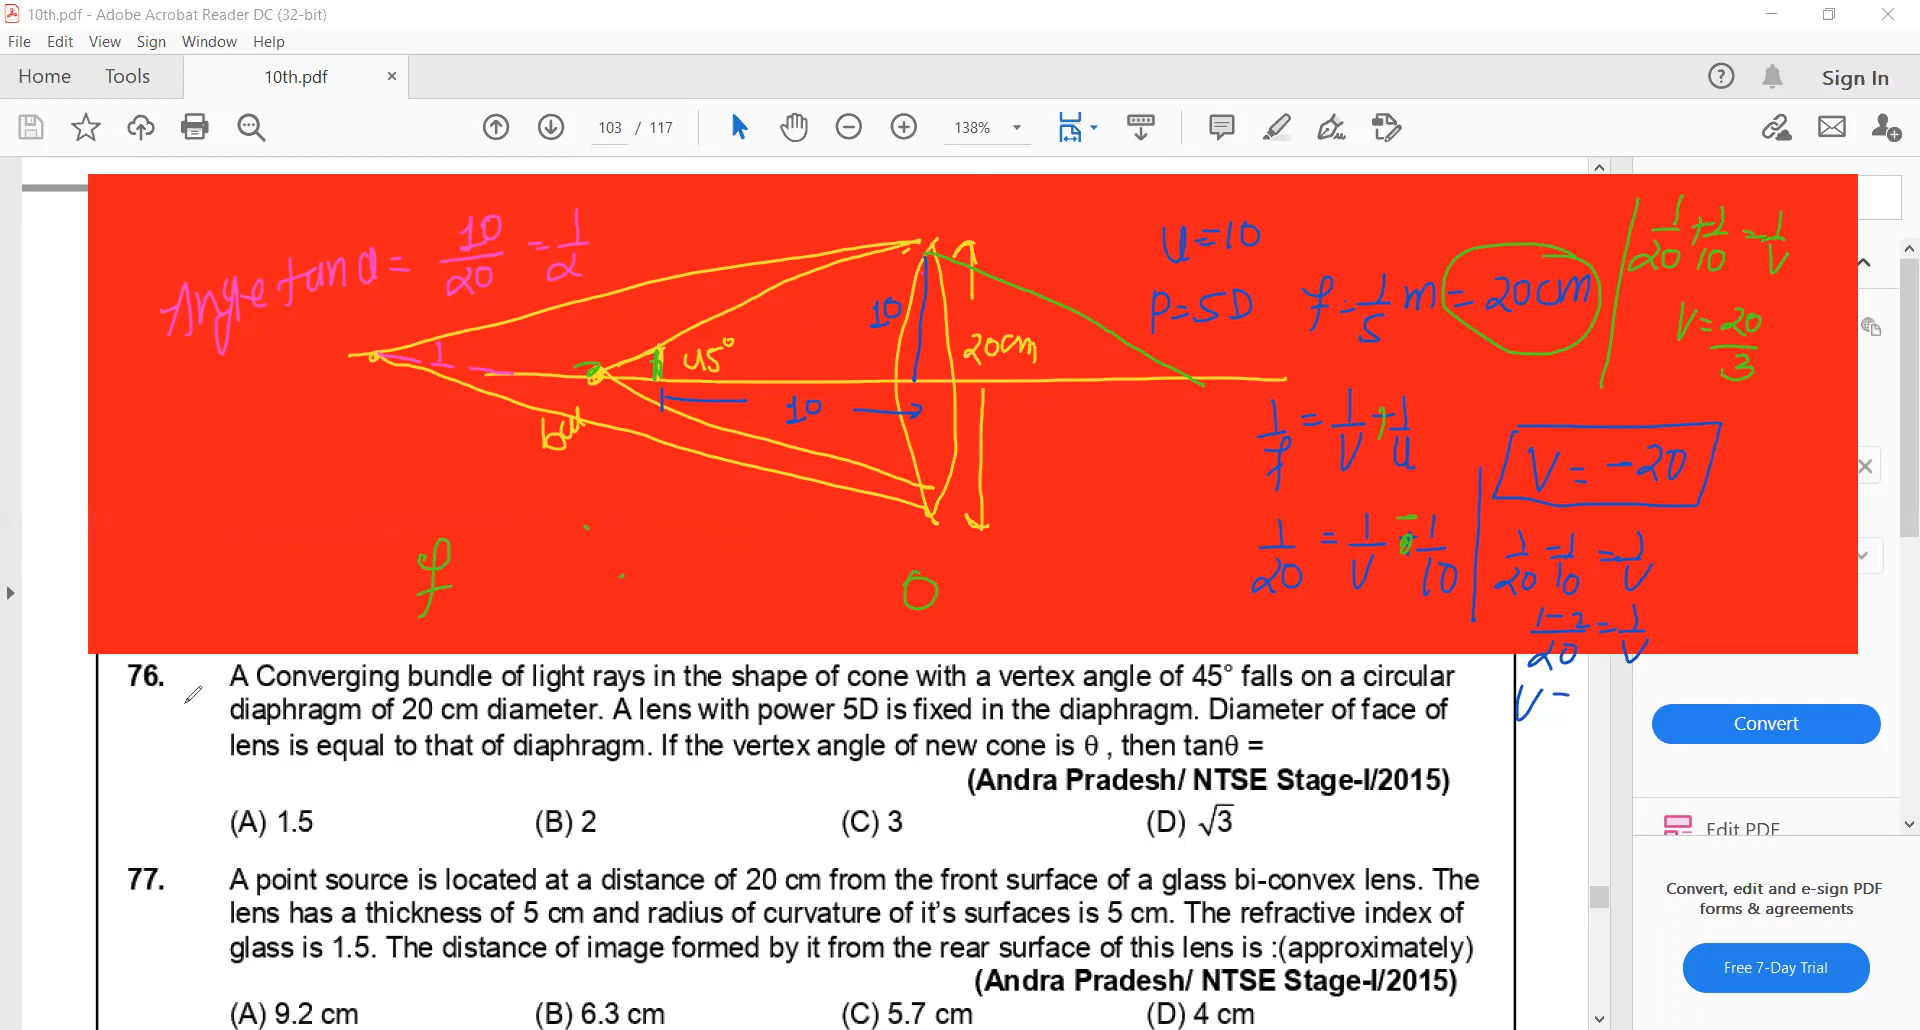 10th.pdf - Adobe Acrobat Reader DC (32-bit)
File Edit View Sign Window Help
Home Tools 10th.pdf × Sign In
103 / 117 138%
Angle tan α = 10/20 = 1/2
u = 10
P = 5D f = 1/5 m = 20cm
1/20 + 1/10 = 1/V
V = 20/3
10
20cm
45°
10
1/f = 1/V + 1/u
V = -20
1/20 = 1/V - 1/10
1/20 - 1/10 = 1/V
1-2/20 = 1/V
V =
f
O
76. A Converging bundle of light rays in the shape of cone with a vertex angle of 45° falls on a circular
diaphragm of 20 cm diameter. A lens with power 5D is fixed in the diaphragm. Diameter of face of
lens is equal to that of diaphragm. If the vertex angle of new cone is θ , then tanθ =
(Andra Pradesh/ NTSE Stage-I/2015)
(A) 1.5 (B) 2 (C) 3 (D) √3
77. A point source is located at a distance of 20 cm from the front surface of a glass bi-convex lens. The
lens has a thickness of 5 cm and radius of curvature of it's surfaces is 5 cm. The refractive index of
glass is 1.5. The distance of image formed by it from the rear surface of this lens is :(approximately)
(Andra Pradesh/ NTSE Stage-I/2015)
(A) 9.2 cm (B) 6.3 cm (C) 5.7 cm (D) 4 cm
Convert
Edit PDF
Convert, edit and e-sign PDF
forms & agreements
Free 7-Day Trial